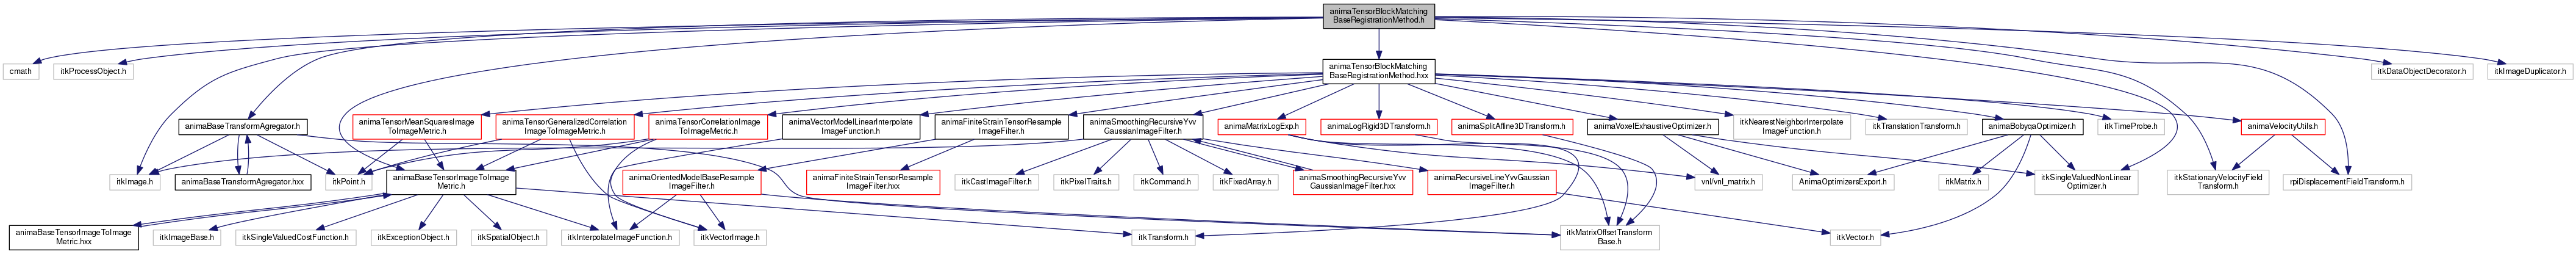 animaTensorBlockMatching
BaseRegistrationMethod.h
cmath
itkProcessObject.h
animaTensorBlockMatching
BaseRegistrationMethod.hxx
itkDataObjectDecorator.h
itkImageDuplicator.h
animaBaseTransformAgregator.h
animaTensorMeanSquaresImage
ToImageMetric.h
animaTensorGeneralizedCorrelation
ImageToImageMetric.h
animaTensorCorrelationImage
ToImageMetric.h
animaVectorModelLinearInterpolate
ImageFunction.h
animaFiniteStrainTensorResample
ImageFilter.h
animaSmoothingRecursiveYvv
GaussianImageFilter.h
animaMatrixLogExp.h
animaLogRigid3DTransform.h
animaSplitAffine3DTransform.h
animaVoxelExhaustiveOptimizer.h
itkNearestNeighborInterpolate
ImageFunction.h
itkTranslationTransform.h
animaBobyqaOptimizer.h
itkTimeProbe.h
animaVelocityUtils.h
itkImage.h
animaBaseTransformAgregator.hxx
itkPoint.h
animaBaseTensorImageToImage
Metric.h
animaOrientedModelBaseResample
ImageFilter.h
animaFiniteStrainTensorResample
ImageFilter.hxx
itkCastImageFilter.h
itkPixelTraits.h
itkCommand.h
itkFixedArray.h
animaSmoothingRecursiveYvv
GaussianImageFilter.hxx
animaRecursiveLineYvvGaussian
ImageFilter.h
vnl/vnl_matrix.h
AnimaOptimizersExport.h
itkMatrix.h
itkSingleValuedNonLinear
Optimizer.h
itkStationaryVelocityField
Transform.h
rpiDisplacementFieldTransform.h
animaBaseTensorImageToImage
Metric.hxx
itkImageBase.h
itkSingleValuedCostFunction.h
itkExceptionObject.h
itkSpatialObject.h
itkInterpolateImageFunction.h
itkVectorImage.h
itkTransform.h
itkMatrixOffsetTransform
Base.h
itkVector.h